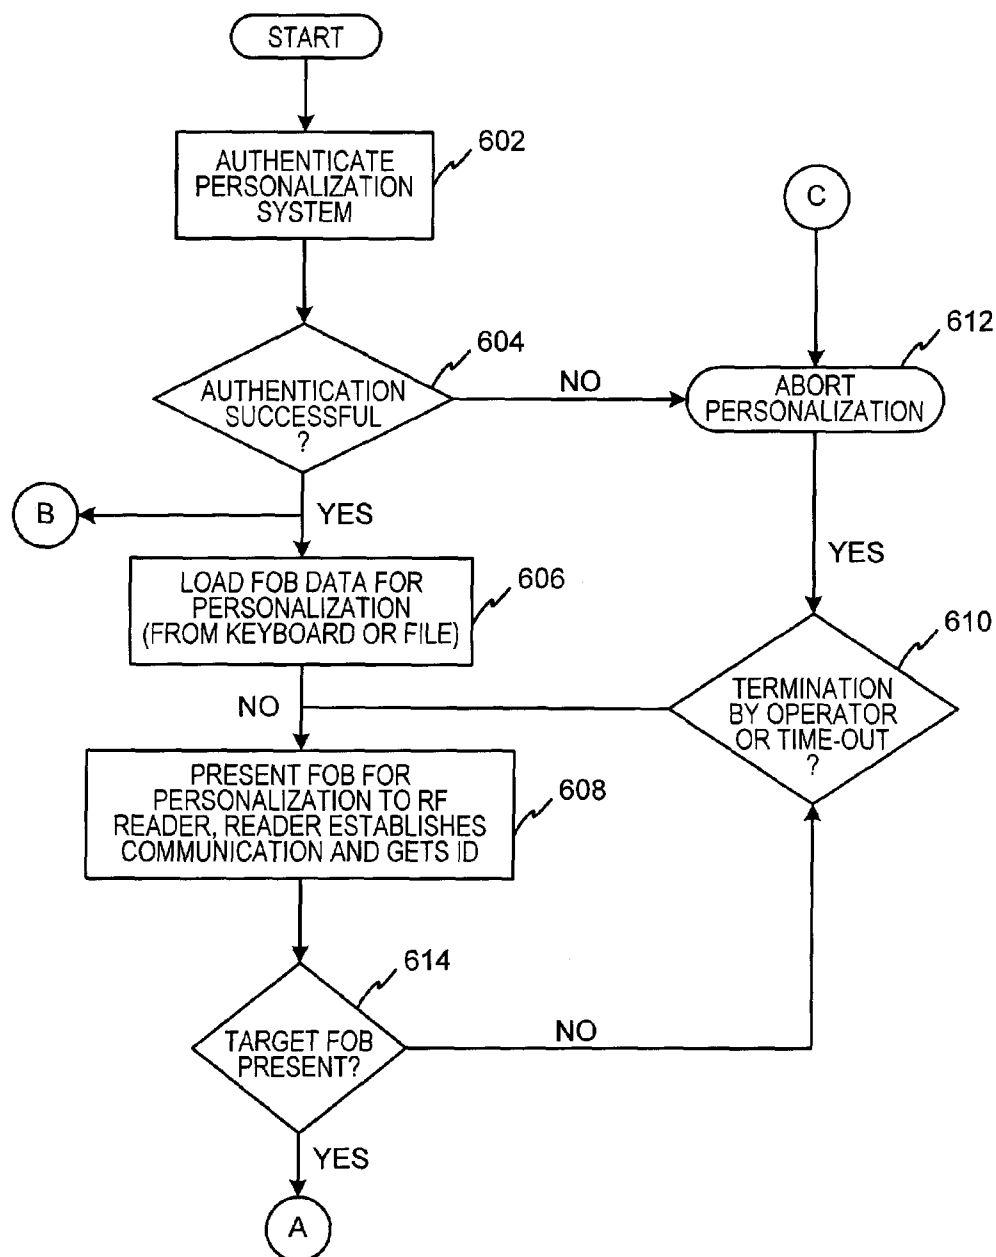 START
AUTHENTICATE
PERSONALIZATION
SYSTEM
602
C
604
AUTHENTICATION
SUCCESSFUL
?
NO
612
ABORT
PERSONALIZATION
B
YES
YES
LOAD FOB DATA FOR
PERSONALIZATION
(FROM KEYBOARD OR FILE)
606
610
TERMINATION
BY OPERATOR
OR TIME-OUT
?
NO
PRESENT FOB FOR
PERSONALIZATION TO RF
READER, READER ESTABLISHES
COMMUNICATION AND GETS ID
608
614
TARGET FOB
PRESENT?
NO
YES
A